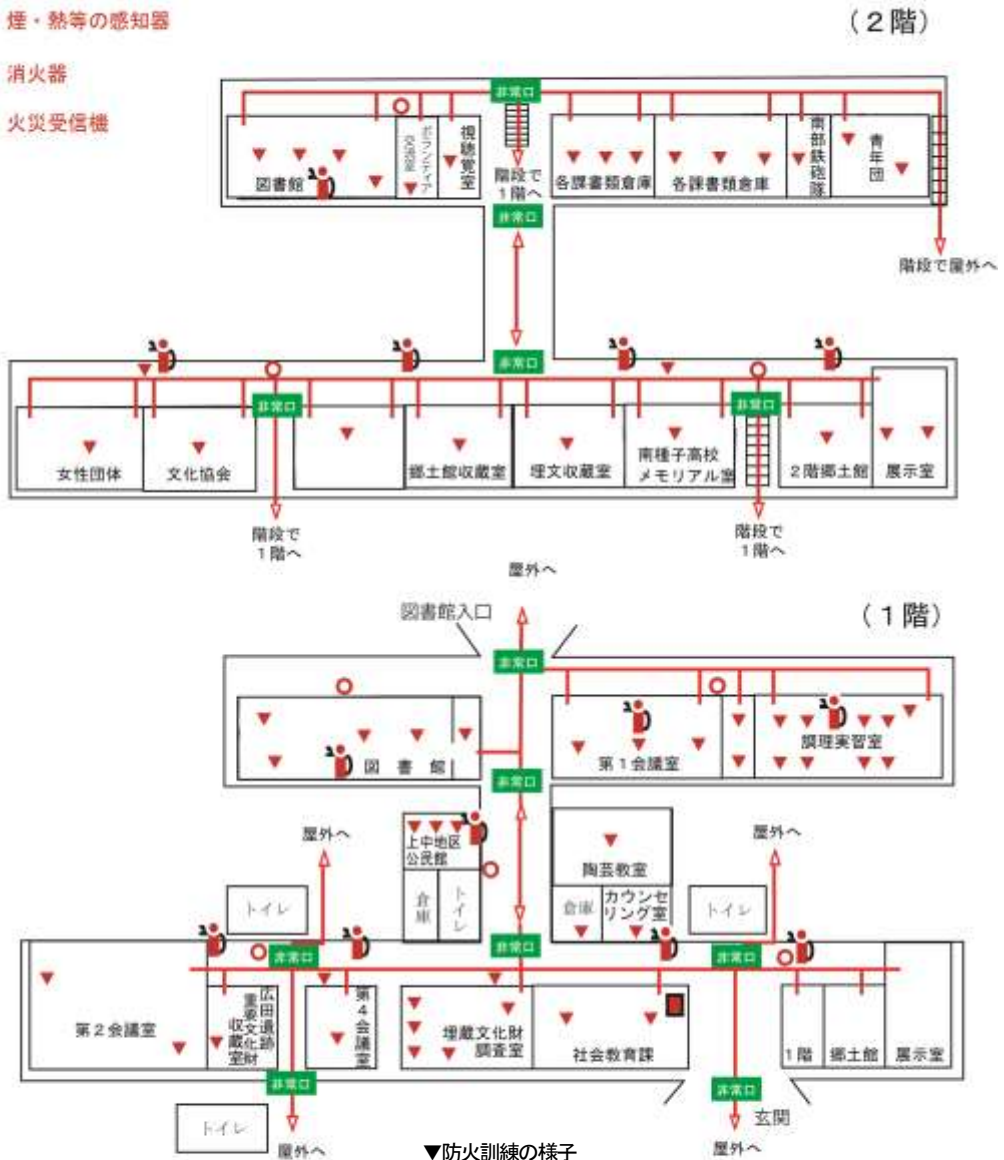 煙・熱等の感知器
（２階）
消火器
火災受信機
非常口
図書館
視聴覚室
階段で
１階へ
各課書類倉庫
各課書類倉庫
南部鉄砲隊
青年団
非常口
階段で屋外へ
非常口
非常口
非常口
女性団体
文化協会
郷土館収蔵室
埋文収蔵室
南種子高校
メモリアル室
２階郷土館
展示室
階段で
１階へ
階段で
１階へ
屋外へ
図書館入口
（１階）
非常口
図書館
第１会議室
調理実習室
非常口
屋外へ
上中地区
公民館
倉庫
トイレ
陶芸教室
倉庫
カウンセ
リング室
屋外へ
トイレ
トイレ
非常口
非常口
非常口
第２会議室
広田遺跡
重要文化財
収蔵室
第４会議室
埋蔵文化財
調査室
社会教育課
１階
郷土館
展示室
非常口
非常口
トイレ
屋外へ
玄関
屋外へ
▼防火訓練の様子